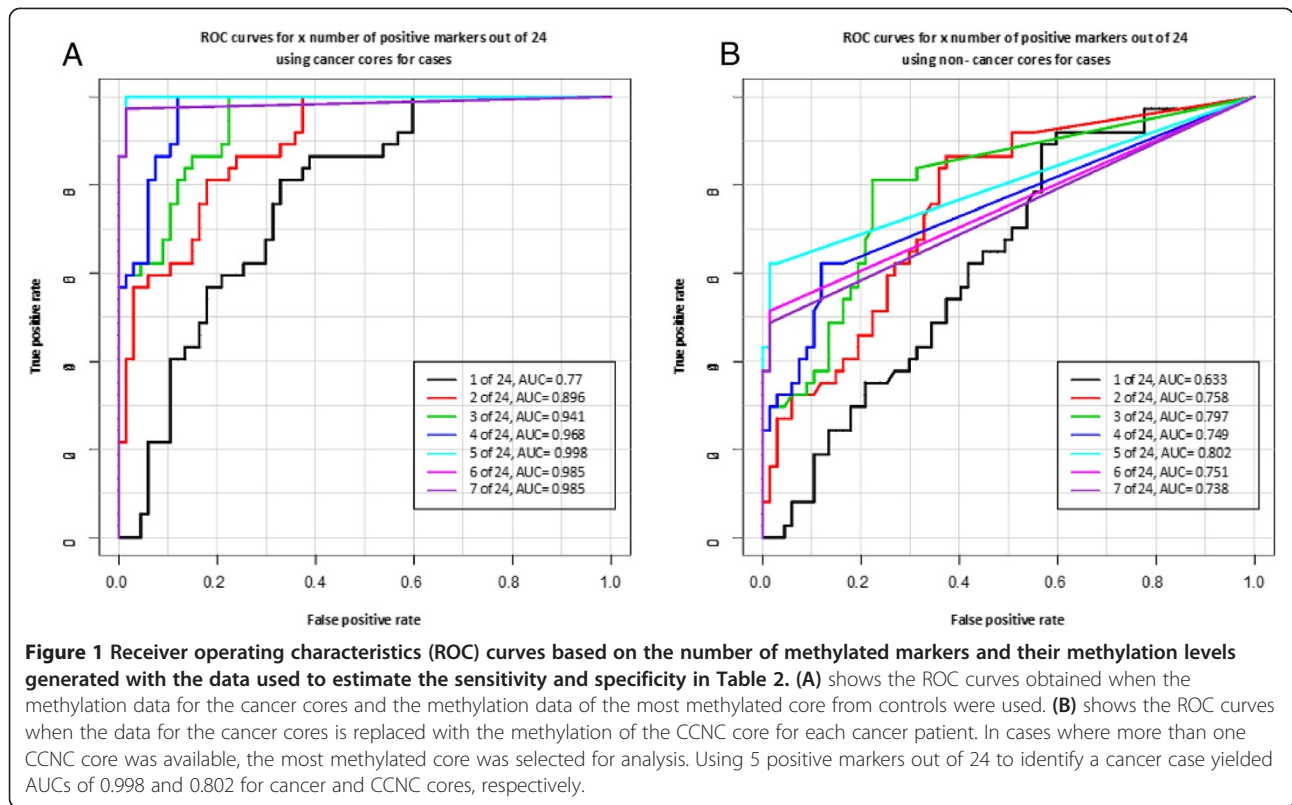 A
ROC curves for x number of positive markers out of 24
using cancer cores for cases
True positive rate
0
0
0.0 0.2 0.4 0.6 0.8 1.0
False positive rate
1 of 24, AUC= 0.77
2 of 24, AUC= 0.896
3 of 24, AUC= 0.941
4 of 24, AUC= 0.968
5 of 24, AUC= 0.998
6 of 24, AUC= 0.985
7 of 24, AUC= 0.985
B
ROC curves for x number of positive markers out of 24
using non- cancer cores for cases
True positive rate
0
0
0.0 0.2 0.4 0.6 0.8 1.0
False positive rate
1 of 24, AUC= 0.633
2 of 24, AUC= 0.758
3 of 24, AUC= 0.797
4 of 24, AUC= 0.749
5 of 24, AUC= 0.802
6 of 24, AUC= 0.751
7 of 24, AUC= 0.738
Figure 1 Receiver operating characteristics (ROC) curves based on the number of methylated markers and their methylation levels
generated with the data used to estimate the sensitivity and specificity in Table 2. (A) shows the ROC curves obtained when the
methylation data for the cancer cores and the methylation data of the most methylated core from controls were used. (B) shows the ROC curves
when the data for the cancer cores is replaced with the methylation of the CCNC core for each cancer patient. In cases where more than one
CCNC core was available, the most methylated core was selected for analysis. Using 5 positive markers out of 24 to identify a cancer case yielded
AUCs of 0.998 and 0.802 for cancer and CCNC cores, respectively.